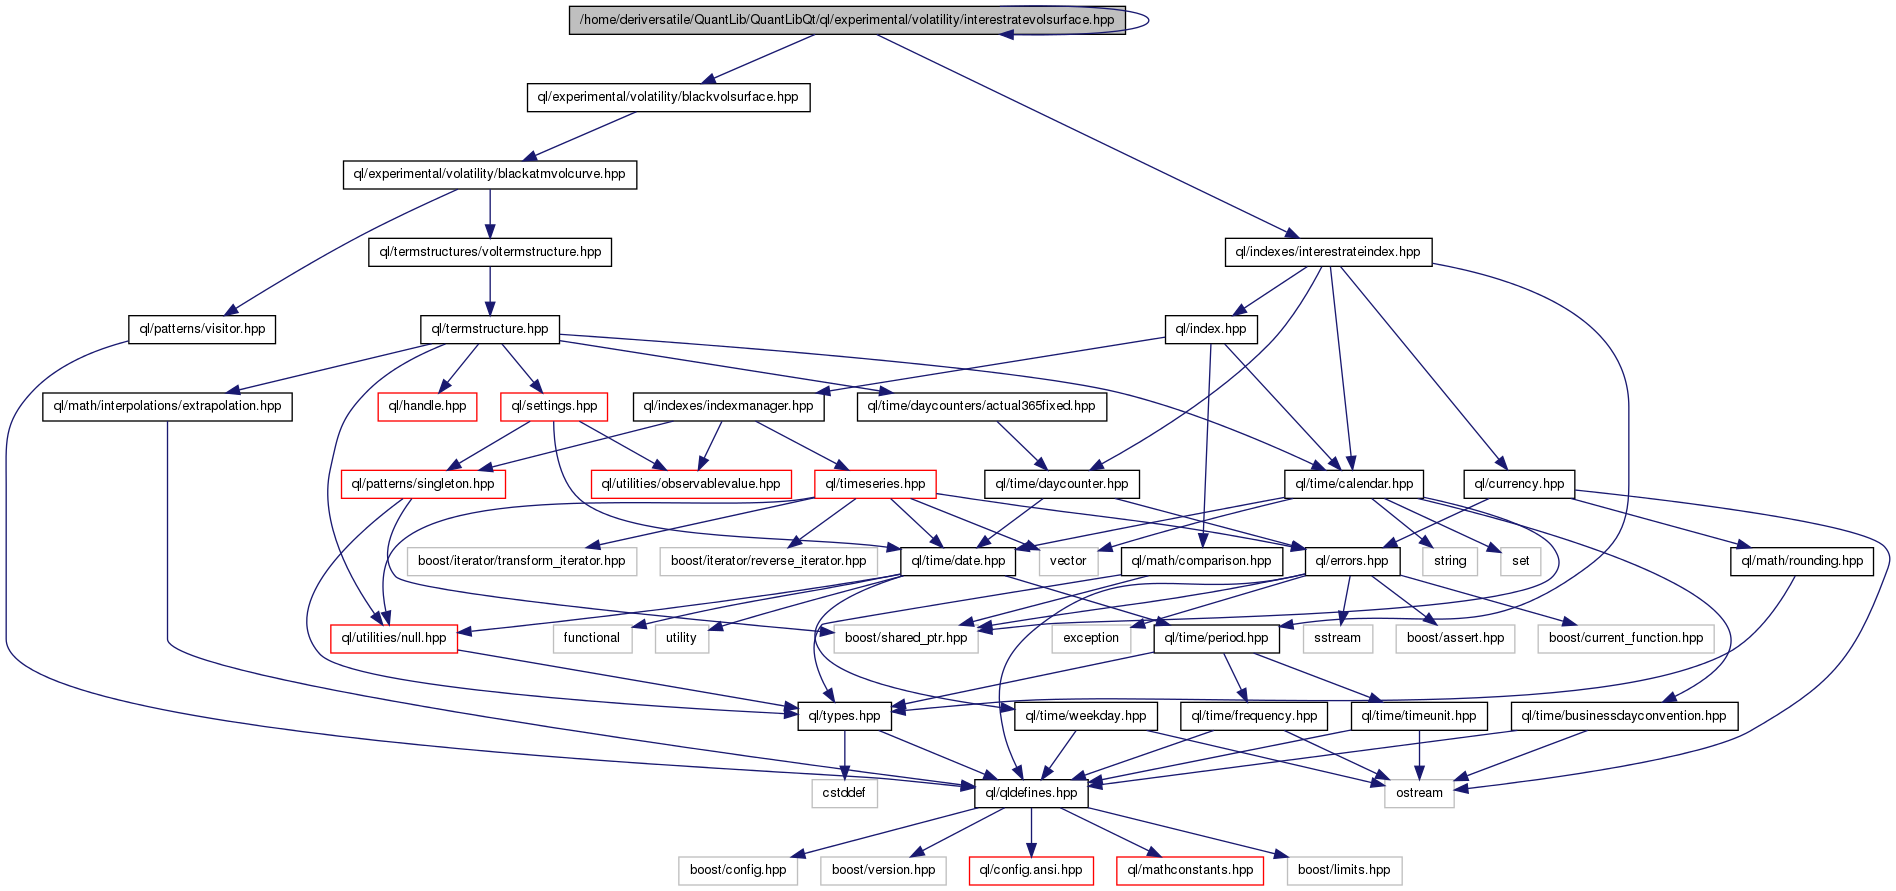 /home/deriversatile/QuantLib/QuantLibQt/ql/experimental/volatility/interestratevolsurface.hpp
ql/experimental/volatility/blackvolsurface.hpp
ql/experimental/volatility/blackatmvolcurve.hpp
ql/termstructures/voltermstructure.hpp
ql/indexes/interestrateindex.hpp
ql/patterns/visitor.hpp
ql/termstructure.hpp
ql/index.hpp
ql/math/interpolations/extrapolation.hpp
ql/handle.hpp
ql/settings.hpp
ql/indexes/indexmanager.hpp
ql/time/daycounters/actual365fixed.hpp
ql/patterns/singleton.hpp
ql/utilities/observablevalue.hpp
ql/timeseries.hpp
ql/time/daycounter.hpp
ql/time/calendar.hpp
ql/currency.hpp
boost/iterator/transform_iterator.hpp
boost/iterator/reverse_iterator.hpp
ql/time/date.hpp
vector
ql/math/comparison.hpp
ql/errors.hpp
string
set
ql/math/rounding.hpp
ql/utilities/null.hpp
functional
utility
boost/shared_ptr.hpp
exception
ql/time/period.hpp
sstream
boost/assert.hpp
boost/current_function.hpp
ql/types.hpp
ql/time/weekday.hpp
ql/time/frequency.hpp
ql/time/timeunit.hpp
ql/time/businessdayconvention.hpp
cstddef
ql/qldefines.hpp
ostream
boost/config.hpp
boost/version.hpp
ql/config.ansi.hpp
ql/mathconstants.hpp
boost/limits.hpp